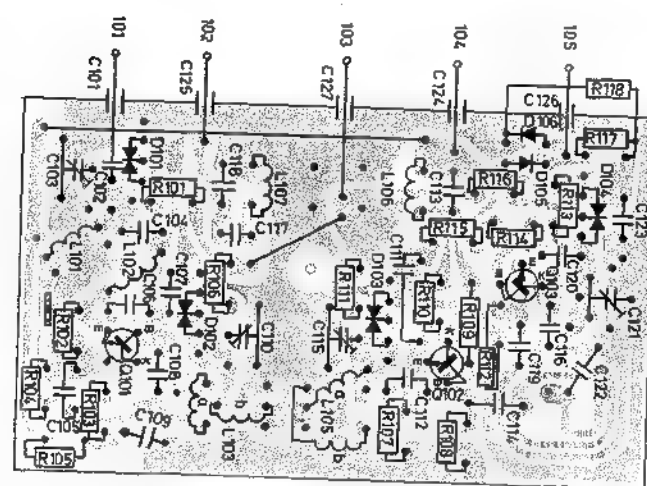 101
102
103
104
105
C101
C125
C127
C124
C126
R118
R117
D106
D105
D104
C103
C102
D101
R101
C118
L107
L106
C113
R116
R113
C123
C104
C117
R115
R114
L101
L102
C106
C107
R106
D102
R111
D103
C111
R110
R109
Q103
C120
C121
R102
E
B
Q101
C108
C110
C115
E
B
Q102
R112
C119
C116
C122
R104
C105
R103
R105
C109
a
b
L103
a
L105
b
C112
R107
R108
C114